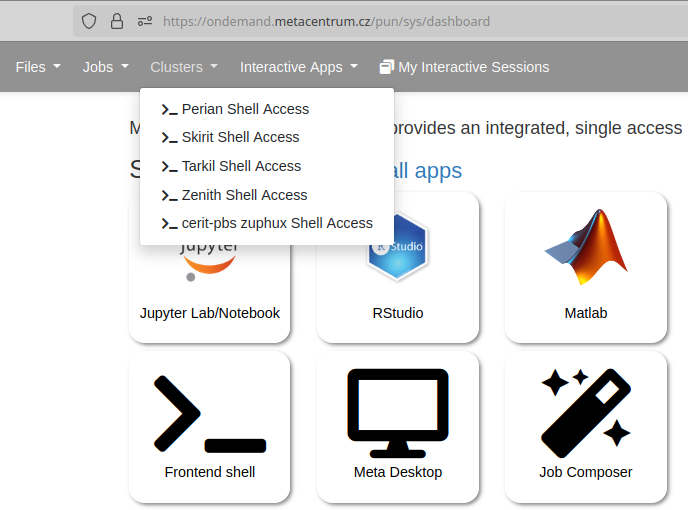 https://ondemand.metacentrum.cz/pun/sys/dashboard
Files Jobs Clusters Interactive Apps My Interactive Sessions
Perian Shell Access
Skirit Shell Access
Tarkil Shell Access
Zenith Shell Access
cerit-pbs zuphux Shell Access
provides an integrated, single access
all apps
Jupyter
R Studio
Jupyter Lab/Notebook
RStudio
Matlab
Frontend shell
Meta Desktop
Job Composer